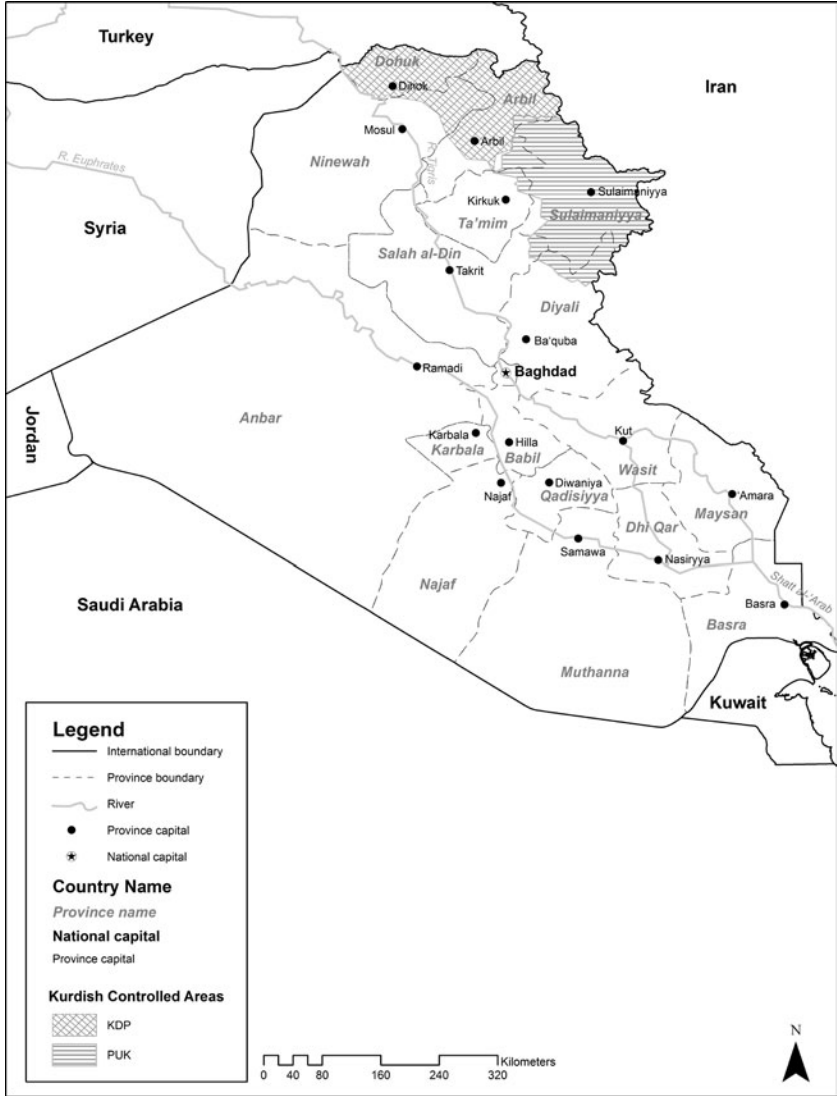 Turkey
Iran
Dohuk
Dihok
Arbil
Mosul
Arbil
Ninewah
R. Tigris
R. Euphrates
Sulaimaniyya
Kirkuk
Sulaimaniyya
Ta'mim
Syria
Salah al-Din
Takrit
Diyali
Ba'quba
Ramadi
Baghdad
Jordan
Anbar
Karbala
Hilla
Kut
Karbala
Babil
Wasit
Najaf
Diwaniya
Qadisiyya
'Amara
Maysan
Dhi Qar
Samawa
Nasiryya
Najaf
Shatt al-'Arab
Saudi Arabia
Basra
Basra
Muthanna
Kuwait
Legend
International boundary
Province boundary
River
Province capital
National capital
Country Name
Province name
National capital
Province capital
Kurdish Controlled Areas
KDP
PUK
Kilometers
0 40 80 160 240 320
N